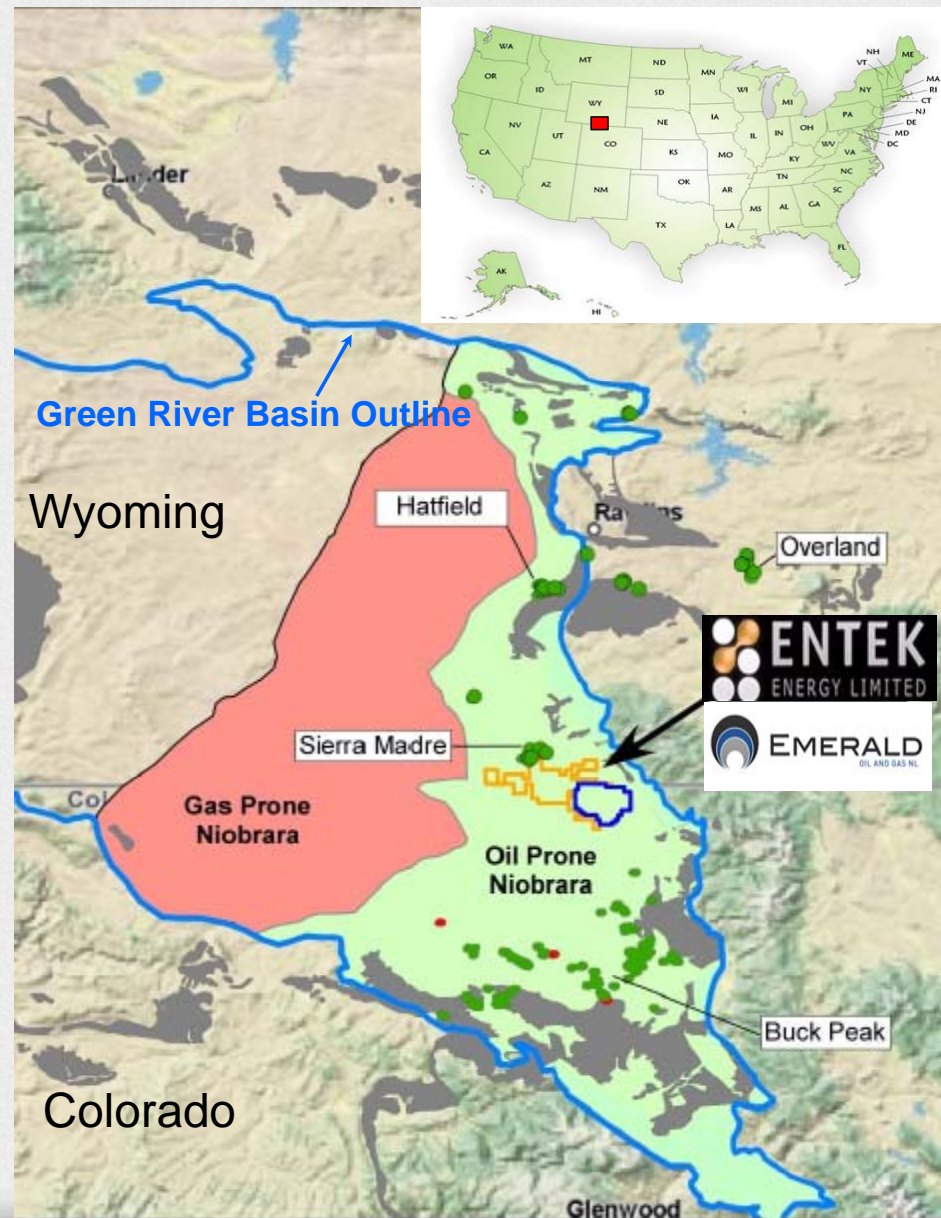 WA
MT
ND
MN
OR
ID
WY
SD
WI
MI
NY
NH
VT
ME
MA
RI
CT
NJ
DE
MD
DC
NV
UT
CO
NE
IA
IL
IN
OH
PA
WV
VA
CA
AZ
NM
KS
OK
MO
AR
KY
TN
NC
SC
TX
LA
MS
AL
GA
FL
AK
HI
Lander
Green River Basin Outline
Wyoming
Hatfield
Overland
ENTEK
ENERGY LIMITED
EMERALD
OIL AND GAS NL
Sierra Madre
Gas Prone
Niobrara
Oil Prone
Niobrara
Buck Peak
Colorado
Glenwood